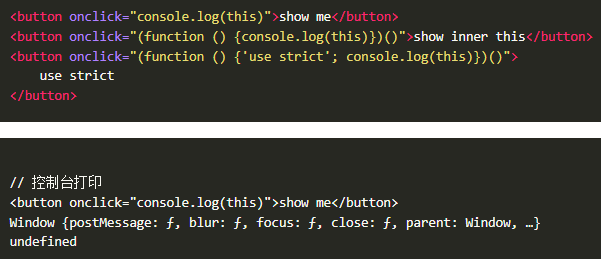 <button onclick="console.log(this)">show me</button>
<button onclick="(function () {console.log(this)})()">show inner this</button>
<button onclick="(function () {'use strict'; console.log(this)})()">
    use strict
</button>
// 控制台打印
<button onclick="console.log(this)">show me</button>
Window {postMessage: ƒ, blur: ƒ, focus: ƒ, close: ƒ, parent: Window, …}
undefined